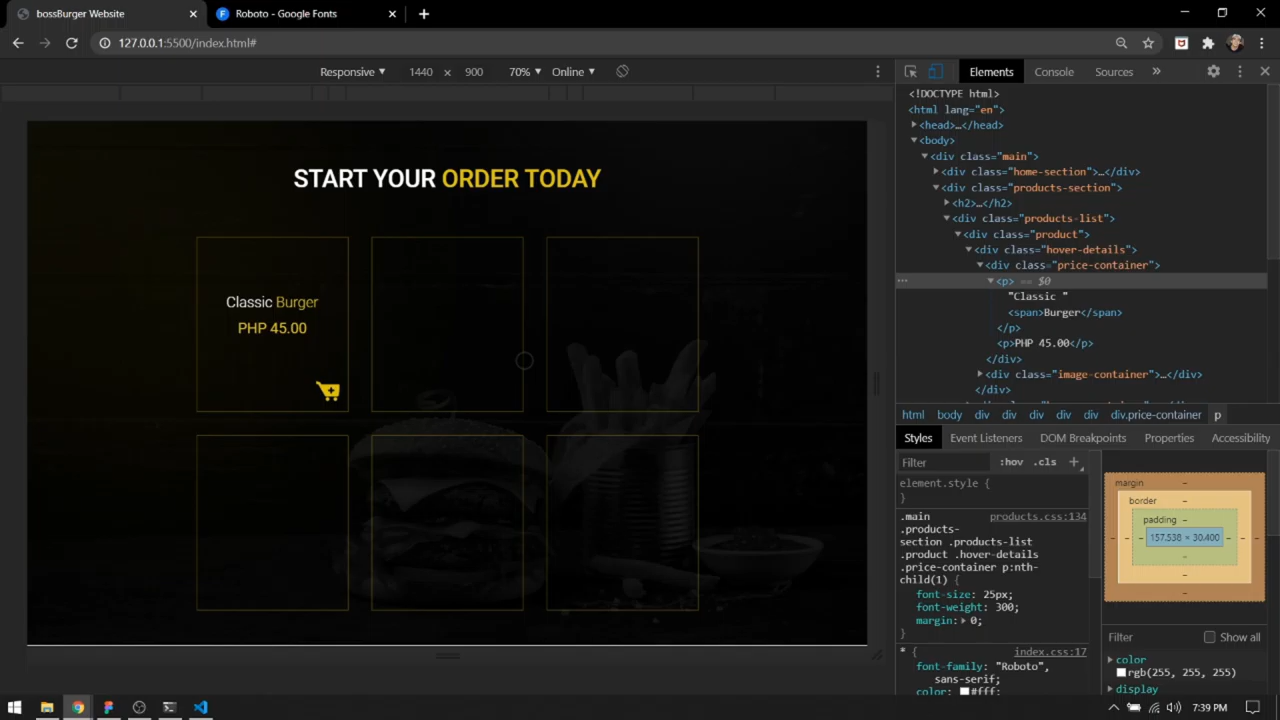 bossBurger Website
Roboto - Google Fonts
127.0.0.1:5500/index.html#
Responsive
1440 × 900
70%
Online
Elements
Console
Sources
START YOUR ORDER TODAY
Classic Burger
PHP 45.00
<!DOCTYPE html>
<html lang="en">
<head>…</head>
<body>
<div class="main">
<div class="home-section">…</div>
<div class="products-section">
<h2>…</h2>
<div class="products-list">
<div class="product">
<div class="hover-details">
<div class="price-container">
<p> == $0
"Classic "
<span>Burger</span>
</p>
<p>PHP 45.00</p>
</div>
<div class="image-container">…</div>
</div>
html body div div div div div div.price-container p
Styles Event Listeners DOM Breakpoints Properties Accessibility
Filter :hov .cls +
element.style {
}
.main products.css:134
.products-
section .products-list
.product .hover-details
.price-container p:nth-
child(1) {
font-size: 25px;
font-weight: 300;
margin: 0;
}
* { index.css:17
font-family: "Roboto",
sans-serif;
color: #fff;
margin
border
padding
157.538 × 30.400
Filter Show all
color
rgb(255, 255, 255)
display
7:39 PM